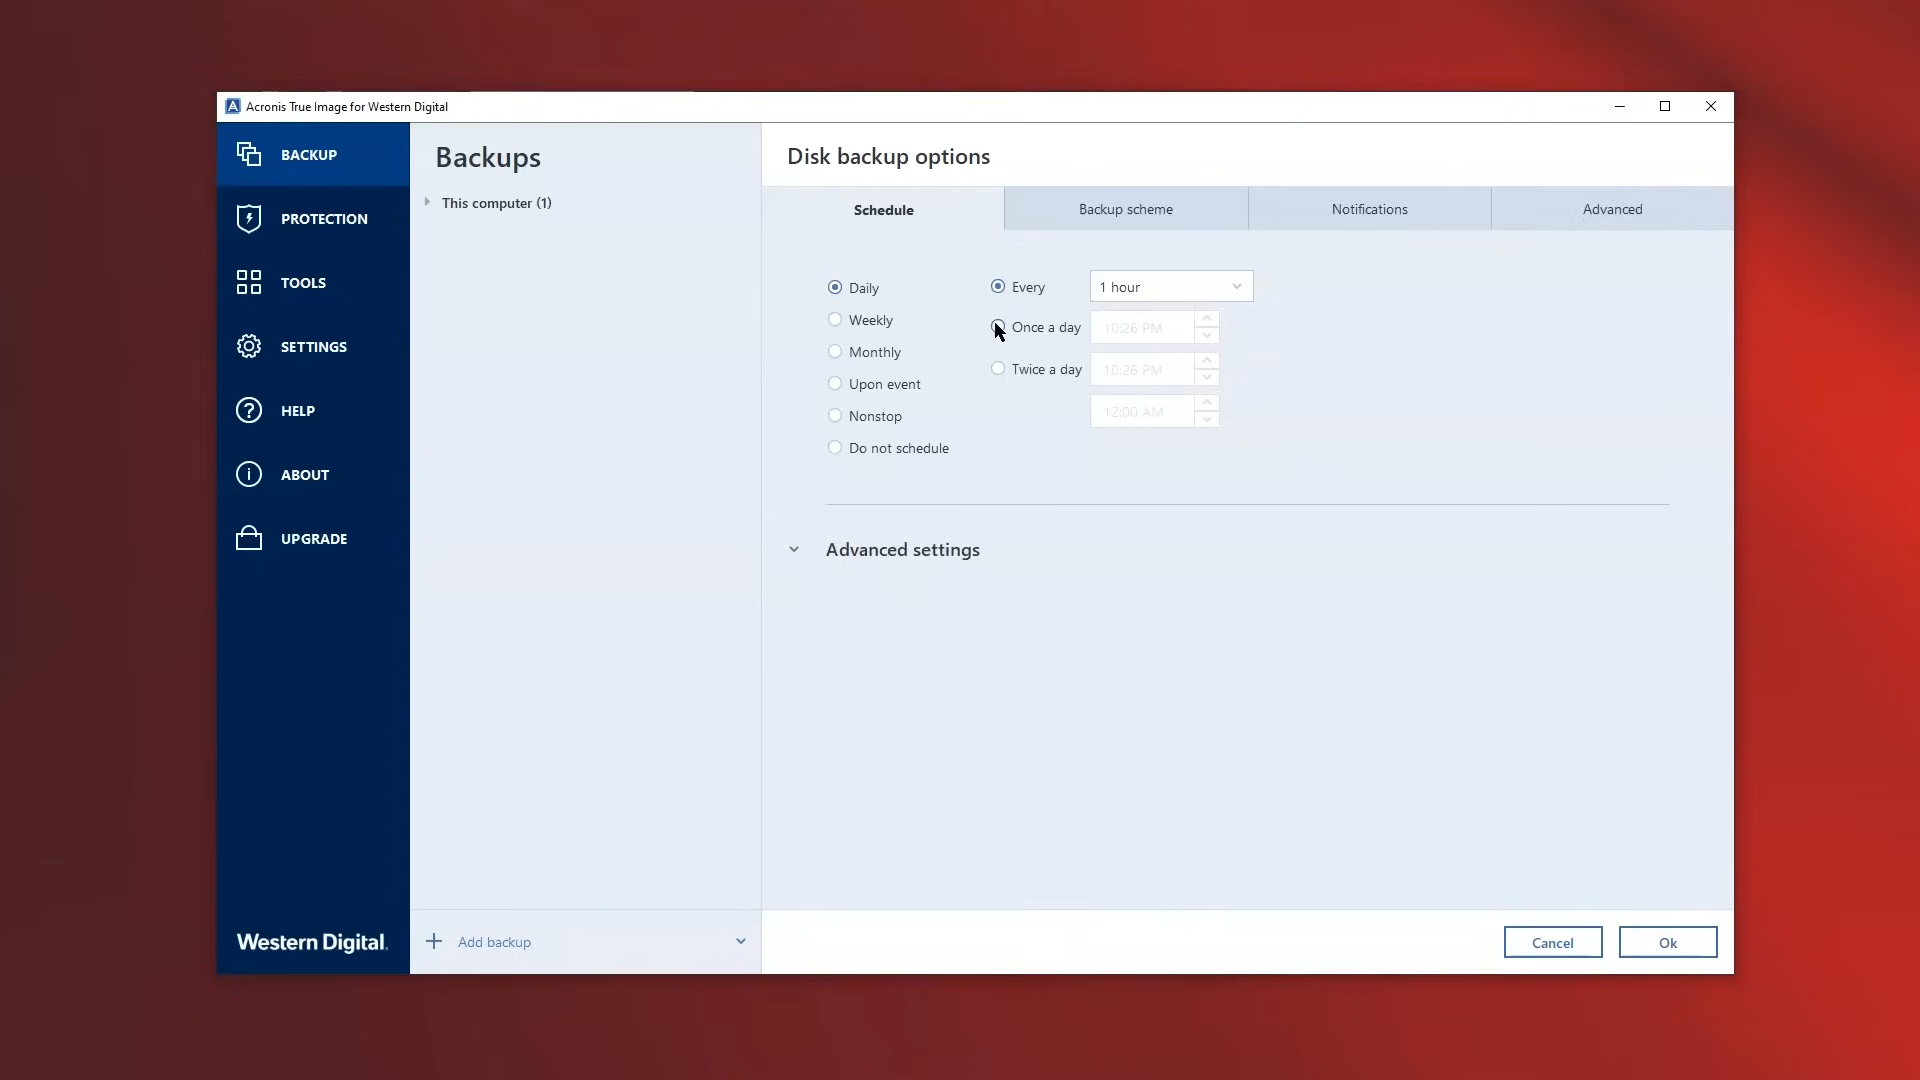 Acronis True Image for Western Digital
BACKUP
PROTECTION
TOOLS
SETTINGS
HELP
ABOUT
UPGRADE
Western Digital.
Backups
This computer (1)
Add backup
Disk backup options
Schedule
Backup scheme
Notifications
Advanced
Daily
Weekly
Monthly
Upon event
Nonstop
Do not schedule
Every
1 hour
Once a day
10:26 PM
Twice a day
10:26 PM
12:00 AM
Advanced settings
Cancel
Ok